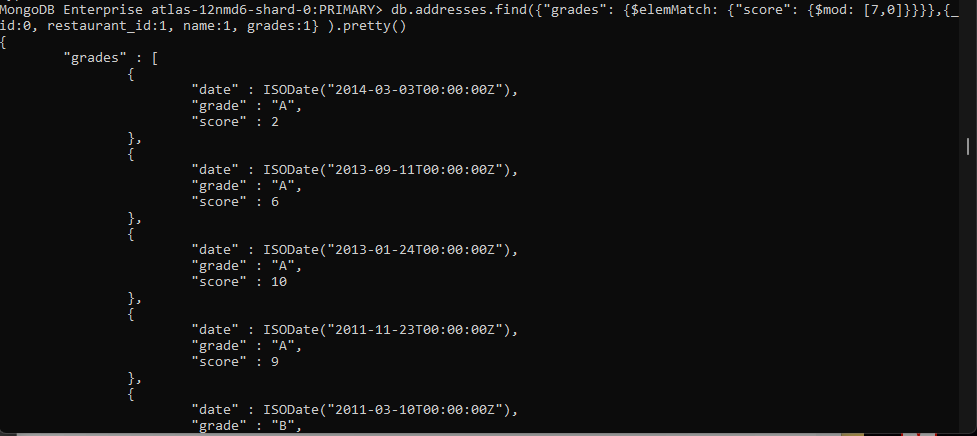 MongoDB Enterprise atlas-12nmd6-shard-0:PRIMARY> db.addresses.find({"grades": {$elemMatch: {"score": {$mod: [7,0]}}}},{_
id:0, restaurant_id:1, name:1, grades:1} ).pretty()
{
        "grades" : [
                {
                        "date" : ISODate("2014-03-03T00:00:00Z"),
                        "grade" : "A",
                        "score" : 2
                },
                {
                        "date" : ISODate("2013-09-11T00:00:00Z"),
                        "grade" : "A",
                        "score" : 6
                },
                {
                        "date" : ISODate("2013-01-24T00:00:00Z"),
                        "grade" : "A",
                        "score" : 10
                },
                {
                        "date" : ISODate("2011-11-23T00:00:00Z"),
                        "grade" : "A",
                        "score" : 9
                },
                {
                        "date" : ISODate("2011-03-10T00:00:00Z"),
                        "grade" : "B",